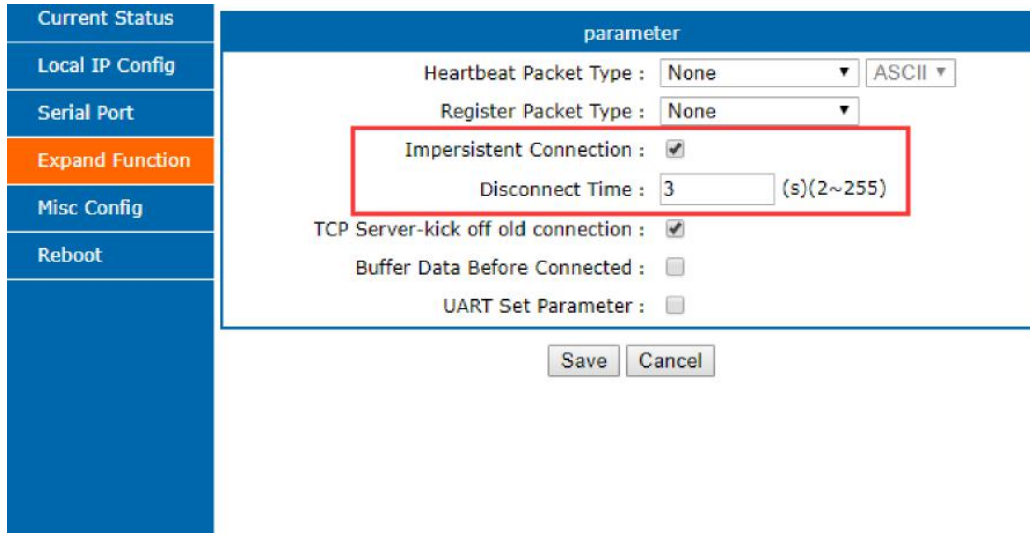 Current Status
Local IP Config
Serial Port
Expand Function
Misc Config
Reboot
parameter
Heartbeat Packet Type : None ASCII
Register Packet Type : None
Impersistent Connection :
Disconnect Time : 3 (s)(2~255)
TCP Server-kick off old connection :
Buffer Data Before Connected :
UART Set Parameter :
Save Cancel